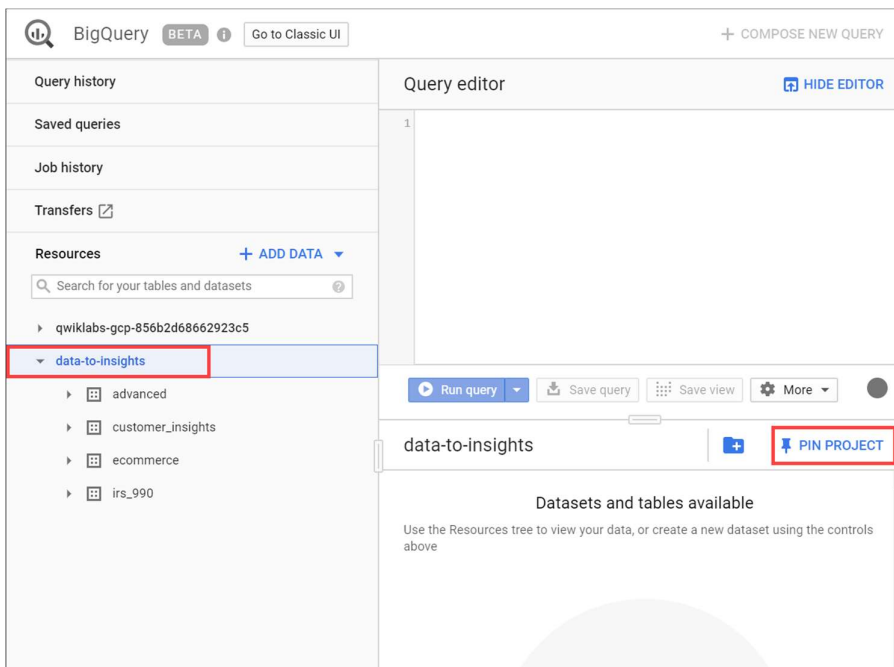 BigQuery BETA Go to Classic UI
+ COMPOSE NEW QUERY
Query history
Saved queries
Job history
Transfers
Resources
+ ADD DATA
Search for your tables and datasets
qwiklabs-gcp-856b2d68662923c5
data-to-insights
advanced
customer_insights
ecommerce
irs_990
Query editor
HIDE EDITOR
1
Run query Save query Save view More
data-to-insights
PIN PROJECT
Datasets and tables available
Use the Resources tree to view your data, or create a new dataset using the controls
above